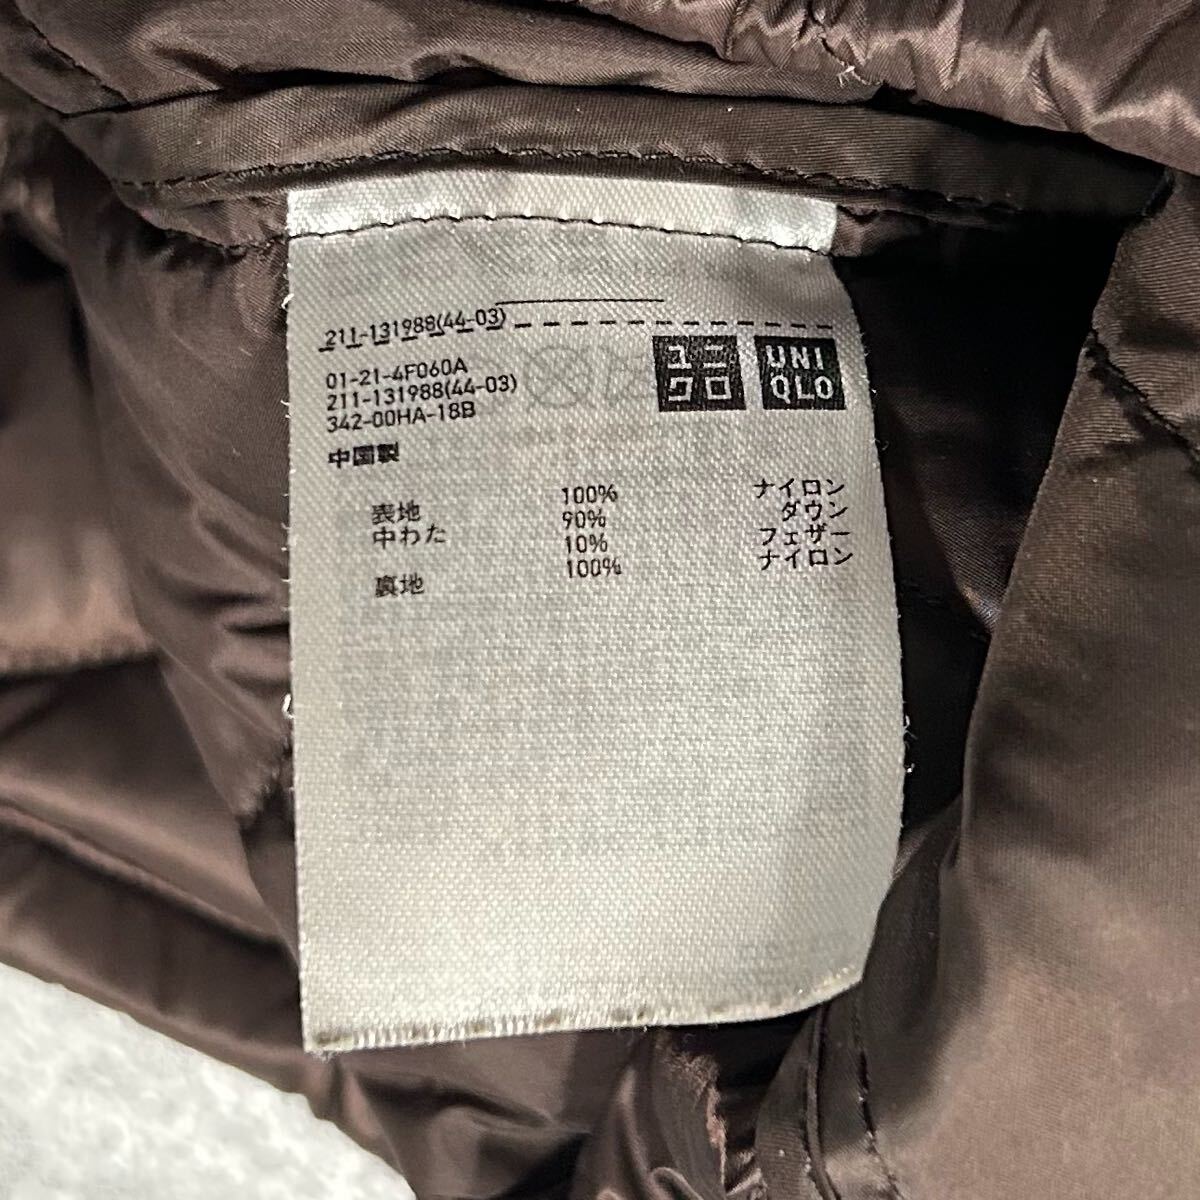 211-131988(44-03)
01-21-4F060A
211-131988(44-03)
342-00HA-18B
ユニ
クロ
UNI
QLO
中国製
表地 100% ナイロン
中わた 90% ダウン
10% フェザー
裏地 100% ナイロン